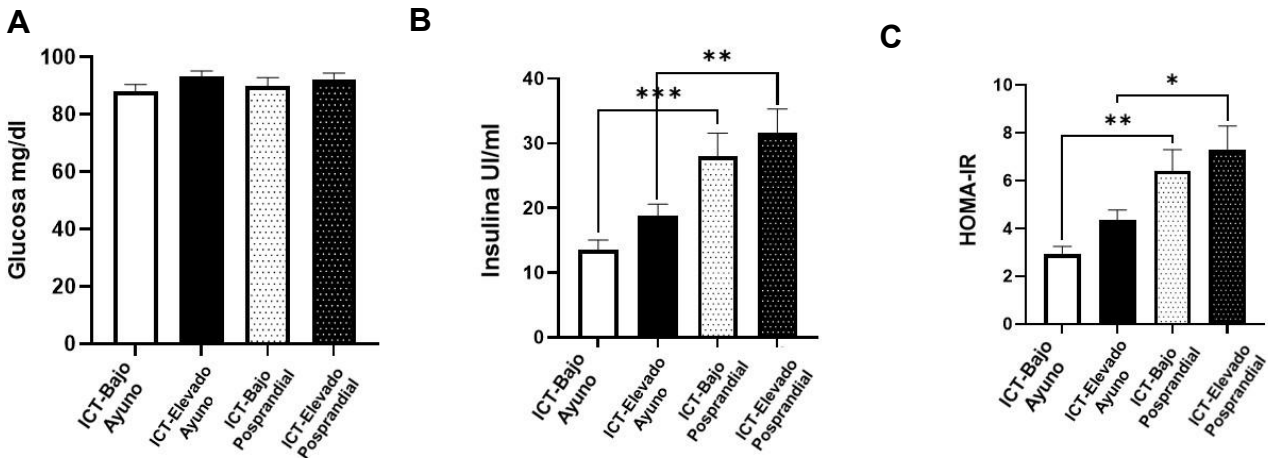 A
Glucosa mg/dl
100
80
60
40
20
0
ICT-Bajo
Ayuno
ICT-Elevado
Ayuno
ICT-Bajo
Posprandial
ICT-Elevado
Posprandial
B
Insulina UI/ml
40
30
20
10
0
***
**
ICT-Bajo
Ayuno
ICT-Elevado
Ayuno
ICT-Bajo
Posprandial
ICT-Elevado
Posprandial
C
HOMA-IR
10
8
6
4
2
0
**
*
ICT-Bajo
Ayuno
ICT-Elevado
Ayuno
ICT-Bajo
Posprandial
ICT-Elevado
Posprandial